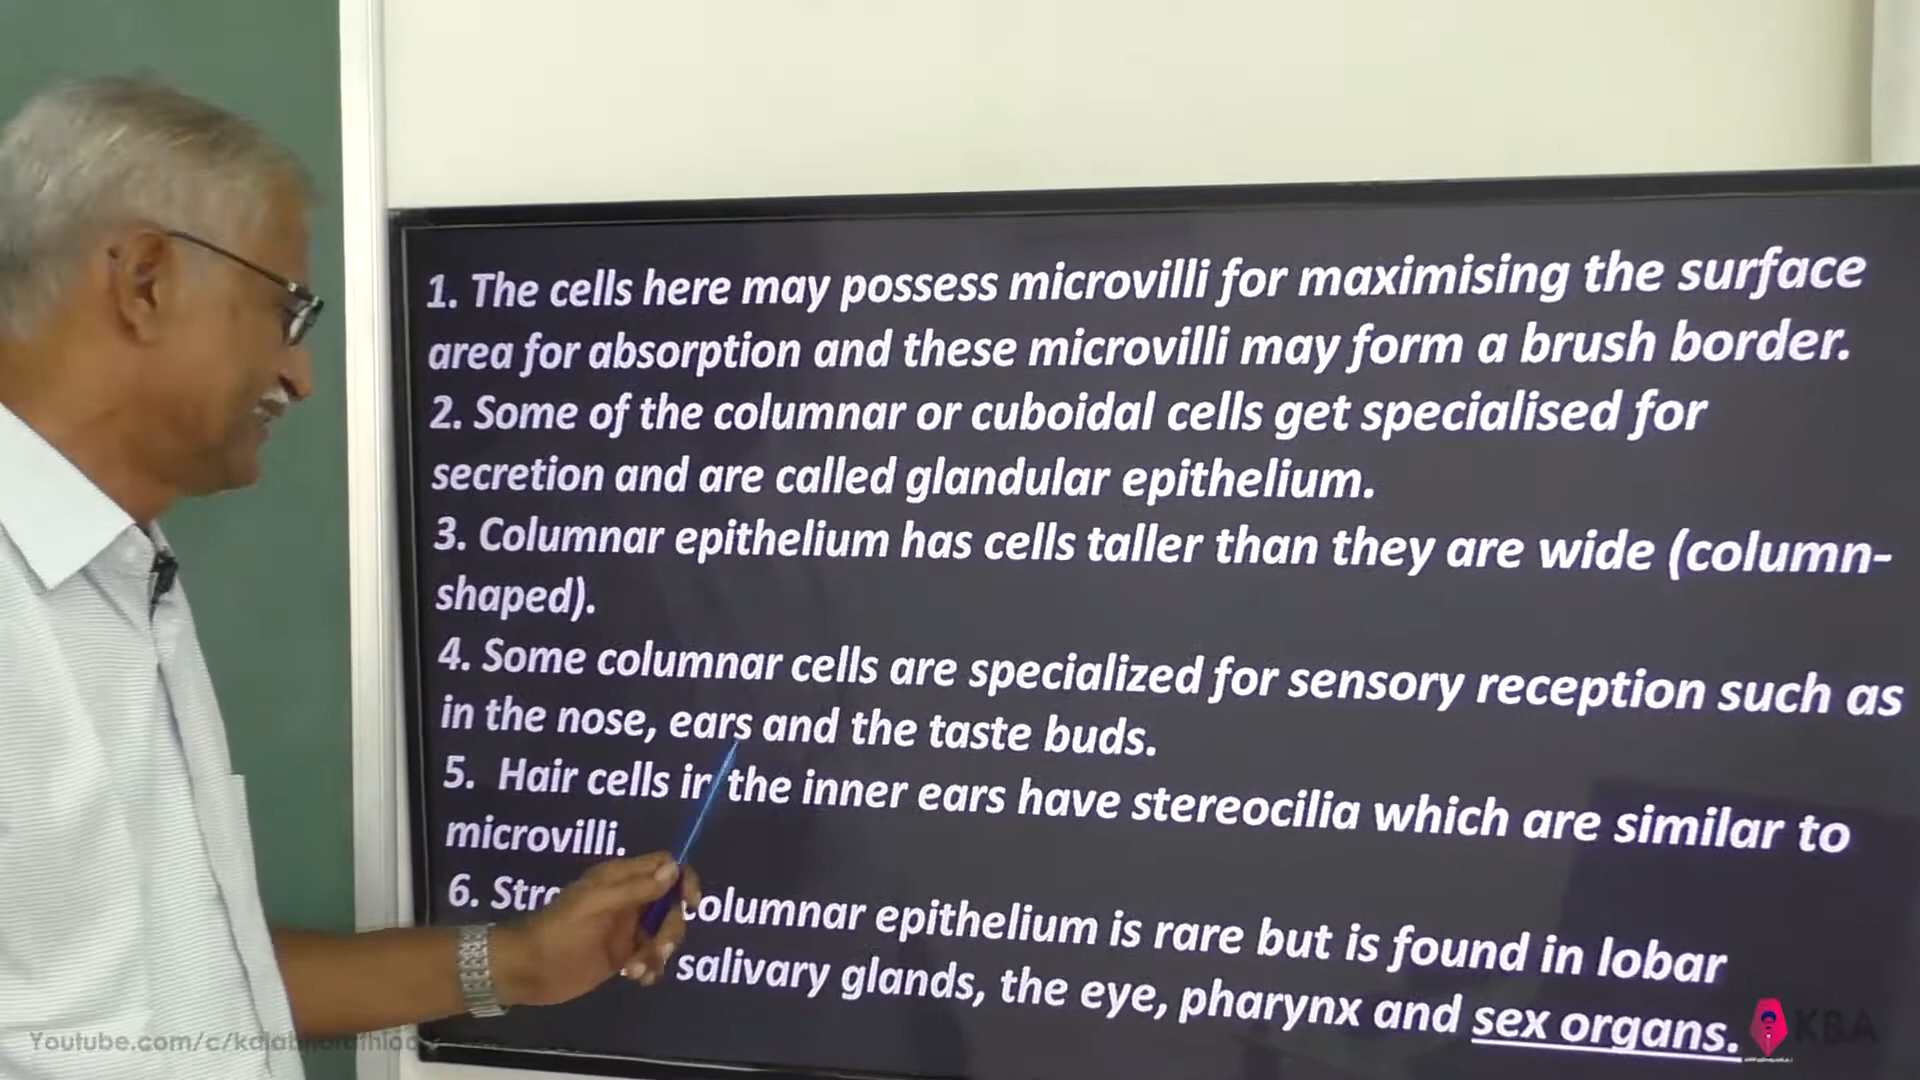 1. The cells here may possess microvilli for maximising the surface
area for absorption and these microvilli may form a brush border.
2. Some of the columnar or cuboidal cells get specialised for
secretion and are called glandular epithelium.
3. Columnar epithelium has cells taller than they are wide (column-
shaped).
4. Some columnar cells are specialized for sensory reception such as
in the nose, ears and the taste buds.
5. Hair cells in the inner ears have stereocilia which are similar to
microvilli.
6. columnar epithelium is rare but is found in lobar
salivary glands, the eye, pharynx and sex organs.
KBA